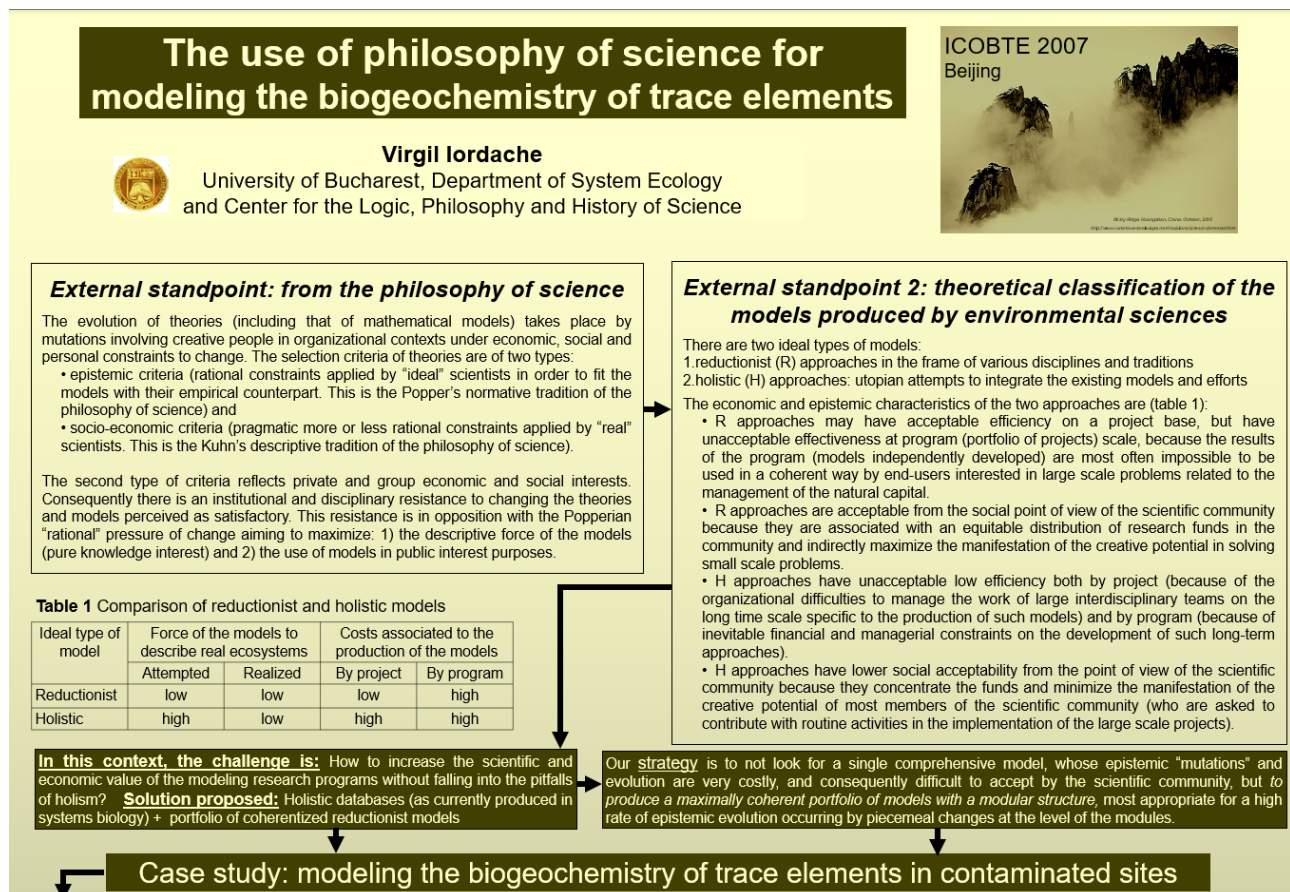 The use of philosophy of science for
modeling the biogeochemistry of trace elements
ICOBTE 2007
Beijing
Virgil Iordache
University of Bucharest, Department of System Ecology
and Center for the Logic, Philosophy and History of Science
External standpoint: from the philosophy of science
The evolution of theories (including that of mathematical models) takes place by
mutations involving creative people in organizational contexts under economic, social and
personal constraints to change. The selection criteria of theories are of two types:
• epistemic criteria (rational constraints applied by “ideal” scientists in order to fit the
models with their empirical counterpart. This is the Popper’s normative tradition of the
philosophy of science) and
• socio-economic criteria (pragmatic more or less rational constraints applied by “real”
scientists. This is the Kuhn’s descriptive tradition of the philosophy of science).
The second type of criteria reflects private and group economic and social interests.
Consequently there is an institutional and disciplinary resistance to changing the theories
and models perceived as satisfactory. This resistance is in opposition with the Popperian
“rational” pressure of change aiming to maximize: 1) the descriptive force of the models
(pure knowledge interest) and 2) the use of models in public interest purposes.
External standpoint 2: theoretical classification of the
models produced by environmental sciences
There are two ideal types of models:
1.reductionist (R) approaches in the frame of various disciplines and traditions
2.holistic (H) approaches: utopian attempts to integrate the existing models and efforts
The economic and epistemic characteristics of the two approaches are (table 1):
• R approaches may have acceptable efficiency on a project base, but have
unacceptable effectiveness at program (portfolio of projects) scale, because the results
of the program (models independently developed) are most often impossible to be
used in a coherent way by end-users interested in large scale problems related to the
management of the natural capital.
• R approaches are acceptable from the social point of view of the scientific community
because they are associated with an equitable distribution of research funds in the
community and indirectly maximize the manifestation of the creative potential in solving
small scale problems.
• H approaches have unacceptable low efficiency both by project (because of the
organizational difficulties to manage the work of large interdisciplinary teams on the
long time scale specific to the production of such models) and by program (because of
inevitable financial and managerial constraints on the development of such long-term
approaches).
• H approaches have lower social acceptability from the point of view of the scientific
community because they concentrate the funds and minimize the manifestation of the
creative potential of most members of the scientific community (who are asked to
contribute with routine activities in the implementation of the large scale projects).
Table 1 Comparison of reductionist and holistic models
Ideal type of model Force of the models to describe real ecosystems Costs associated to the production of the models
Attempted Realized By project By program
Reductionist low low low high
Holistic high low high high
In this context, the challenge is: How to increase the scientific and
economic value of the modeling research programs without falling into the pitfalls
of holism? Solution proposed: Holistic databases (as currently produced in
systems biology) + portfolio of coherentized reductionist models
Our strategy is to not look for a single comprehensive model, whose epistemic “mutations” and
evolution are very costly, and consequently difficult to accept by the scientific community, but to
produce a maximally coherent portfolio of models with a modular structure, most appropriate for a high
rate of epistemic evolution occurring by piecemeal changes at the level of the modules.
Case study: modeling the biogeochemistry of trace elements in contaminated sites